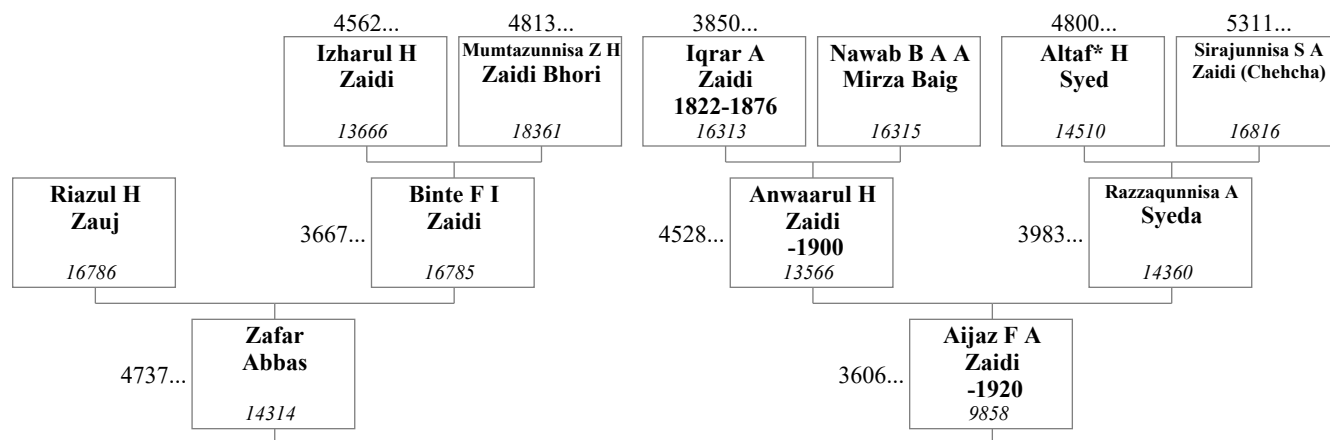 4562...
4813...
3850...
4800...
5311...
Izharul H
Zaidi
13666
Mumtazunnisa Z H
Zaidi Bhori
18361
Iqrar A
Zaidi
1822-1876
16313
Nawab B A A
Mirza Baig
16315
Altaf* H
Syed
14510
Sirajunnisa S A
Zaidi (Chehcha)
16816
Riazul H
Zauj
16786
3667...
Binte F I
Zaidi
16785
4528...
Anwaarul H
Zaidi
-1900
13566
3983...
Razzaqunnisa A
Syeda
14360
4737...
Zafar
Abbas
14314
3606...
Aijaz F A
Zaidi
-1920
9858